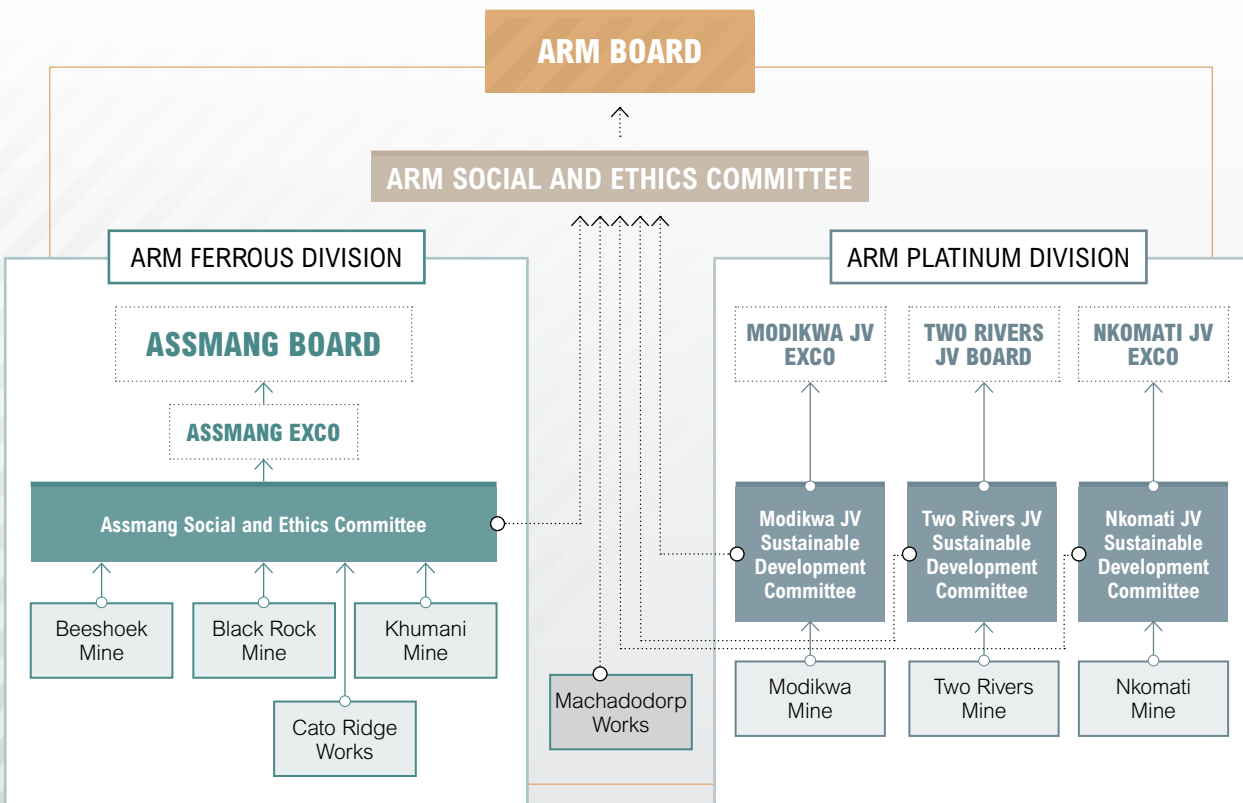 ARM BOARD
ARM SOCIAL AND ETHICS COMMITTEE
ARM FERROUS DIVISION
ASSMANG BOARD
ASSMANG EXCO
Assmang Social and Ethics Committee
Beeshoek
Mine
Black Rock
Mine
Khumani
Mine
Cato Ridge
Works
Machadodorp
Works
ARM PLATINUM DIVISION
MODIKWA JV
EXCO
TWO RIVERS
JV BOARD
NKOMATI JV
EXCO
Modikwa JV
Sustainable
Development
Committee
Two Rivers JV
Sustainable
Development
Committee
Nkomati JV
Sustainable
Development
Committee
Modikwa
Mine
Two Rivers
Mine
Nkomati
Mine